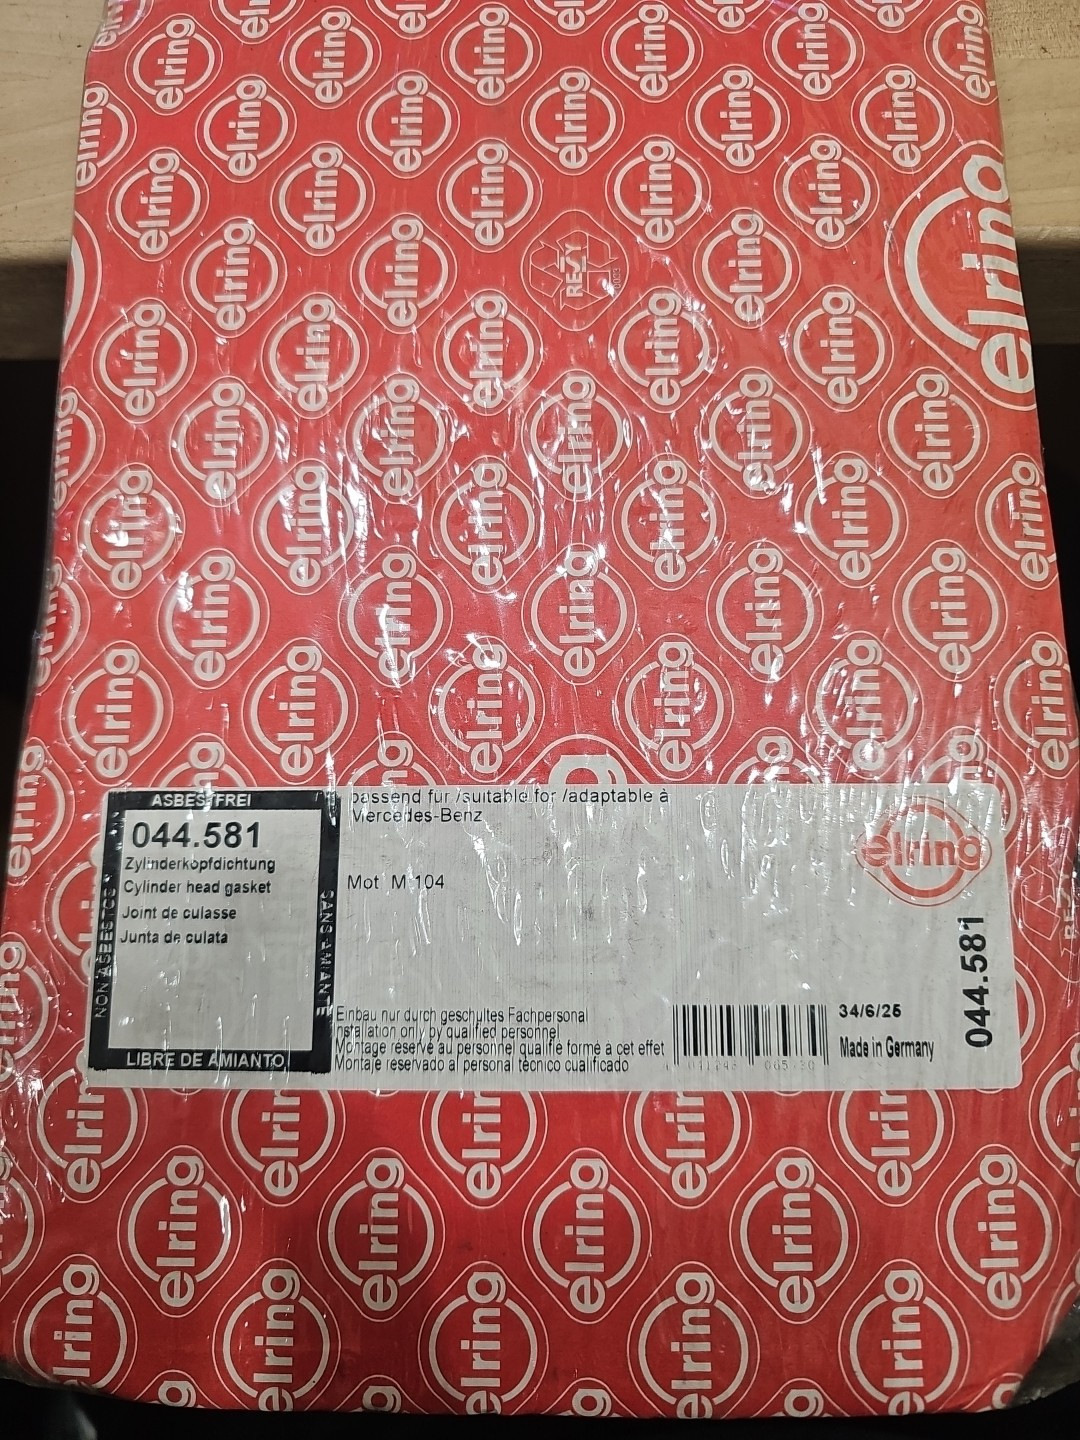 elring
RESY
ASBESTFREI
044.581
Zylinderkopfdichtung
Cylinder head gasket
Joint de culasse
Junta de culata
NON ASBESTOS
SANS AMIANTE
LIBRE DE AMIANTO
passend für /suitable for /adaptable à
Mercedes-Benz
Mot M 104
Einbau nur durch geschultes Fachpersonal
Installation only by qualified personnel
Montage réservé au personnel qualifié formé à cet effet
Montaje reservado al personal técnico cualificado
34/6/25
Made in Germany
elring
044.581